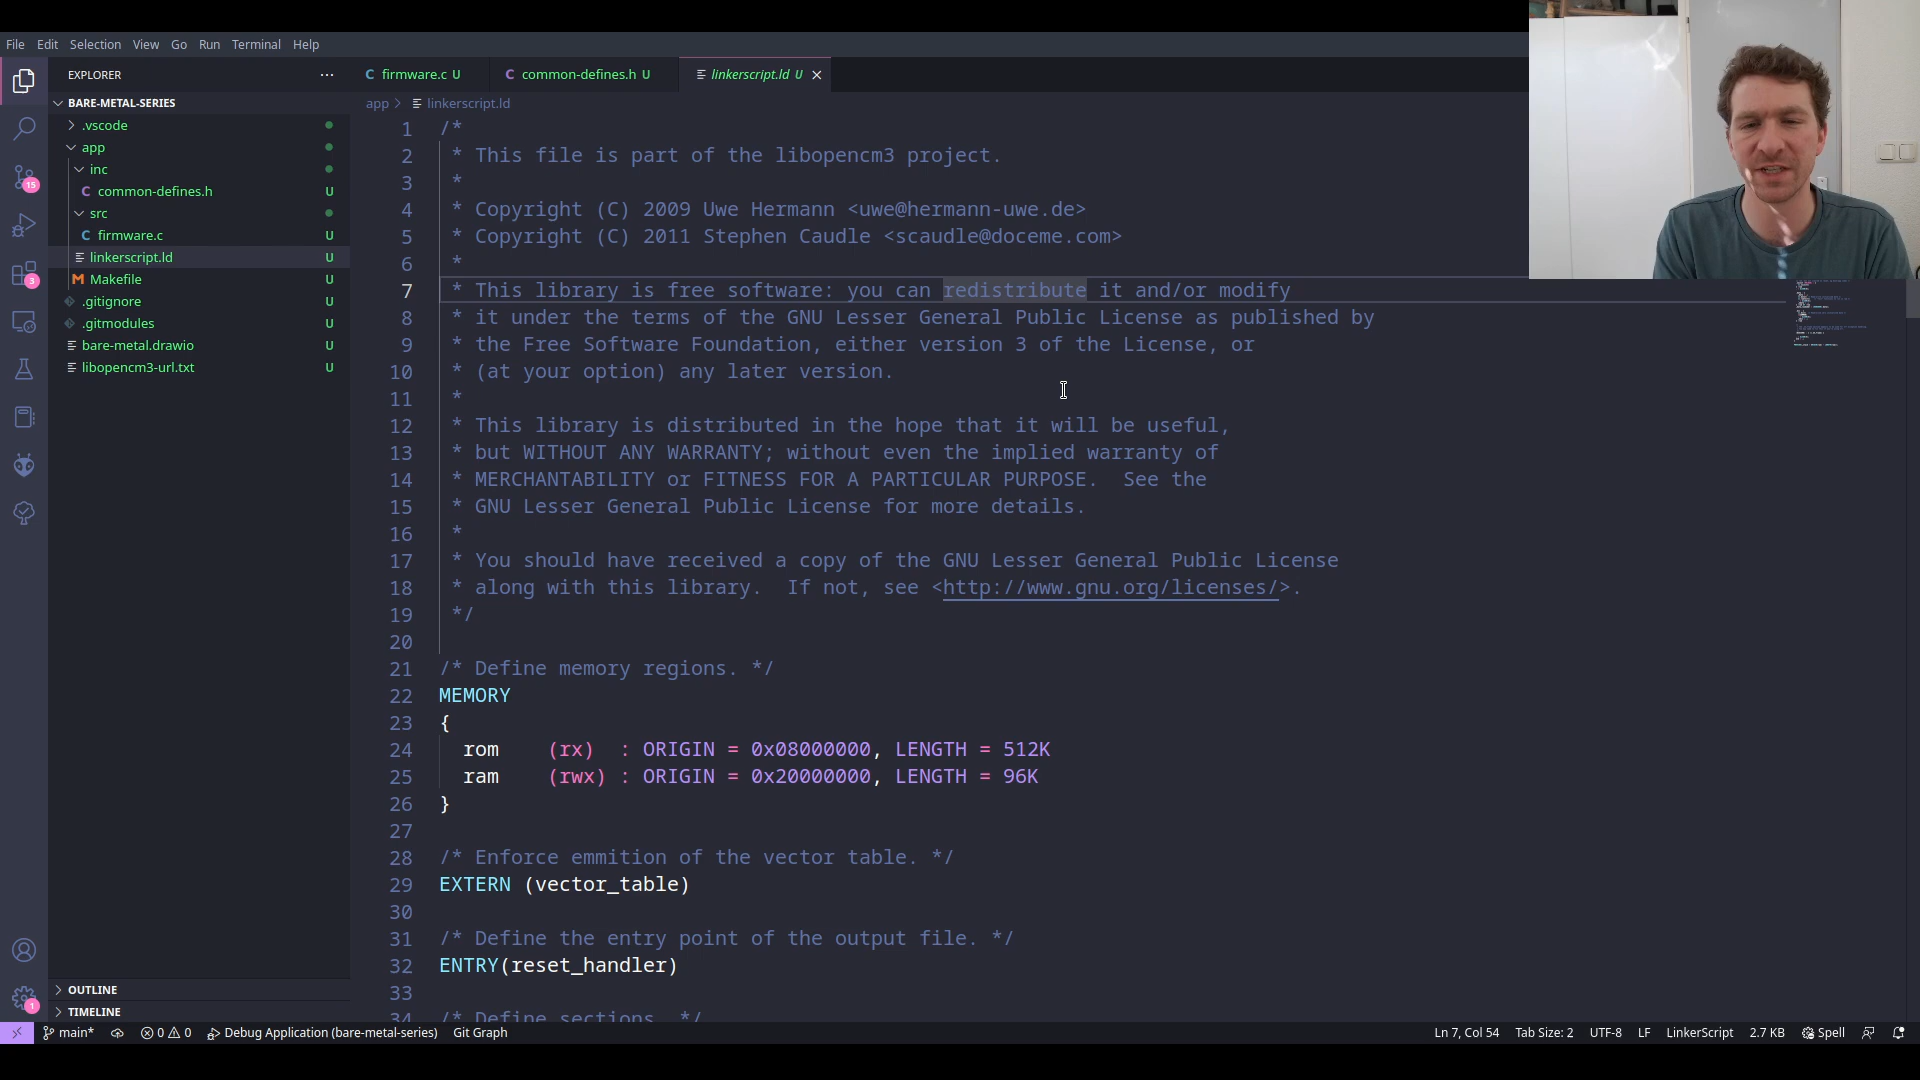 File Edit Selection View Go Run Terminal Help
EXPLORER
BARE-METAL-SERIES
.vscode
app
inc
common-defines.h U
src
firmware.c U
linkerscript.ld U
Makefile U
.gitignore U
.gitmodules U
bare-metal.drawio U
libopencm3-url.txt U
OUTLINE
TIMELINE
15
3
1
firmware.c U common-defines.h U linkerscript.ld U
app > linkerscript.ld
1 /*
2 * This file is part of the libopencm3 project.
3 *
4 * Copyright (C) 2009 Uwe Hermann <uwe@hermann-uwe.de>
5 * Copyright (C) 2011 Stephen Caudle <scaudle@doceme.com>
6 *
7 * This library is free software: you can redistribute it and/or modify
8 * it under the terms of the GNU Lesser General Public License as published by
9 * the Free Software Foundation, either version 3 of the License, or
10 * (at your option) any later version.
11 *
12 * This library is distributed in the hope that it will be useful,
13 * but WITHOUT ANY WARRANTY; without even the implied warranty of
14 * MERCHANTABILITY or FITNESS FOR A PARTICULAR PURPOSE.  See the
15 * GNU Lesser General Public License for more details.
16 *
17 * You should have received a copy of the GNU Lesser General Public License
18 * along with this library.  If not, see <http://www.gnu.org/licenses/>.
19 */
20
21 /* Define memory regions. */
22 MEMORY
23 {
24 rom (rx) : ORIGIN = 0x08000000, LENGTH = 512K
25 ram (rwx) : ORIGIN = 0x20000000, LENGTH = 96K
26 }
27
28 /* Enforce emmition of the vector table. */
29 EXTERN (vector_table)
30
31 /* Define the entry point of the output file. */
32 ENTRY(reset_handler)
33
34 /* Define sections. */
main* 0 0 Debug Application (bare-metal-series) Git Graph Ln 7, Col 54 Tab Size: 2 UTF-8 LF LinkerScript 2.7 KB Spell